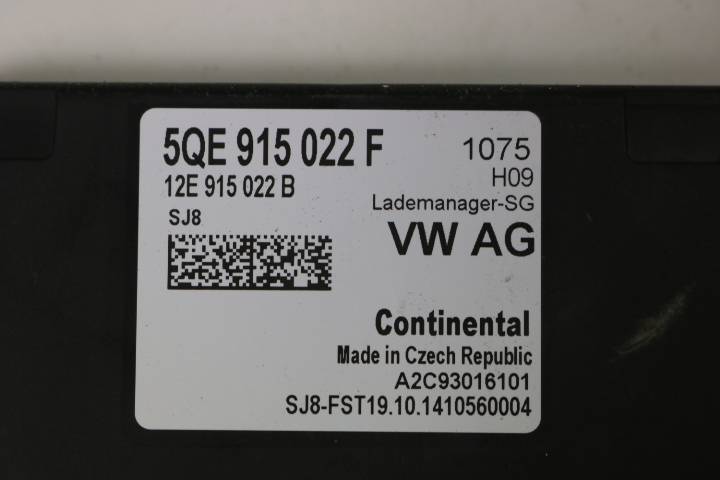 5QE 915 022 F 1075
12E 915 022 B H09
SJ8 Lademanager-SG
VW AG
Continental
Made in Czech Republic
A2C93016101
SJ8-FST19.10.1410560004